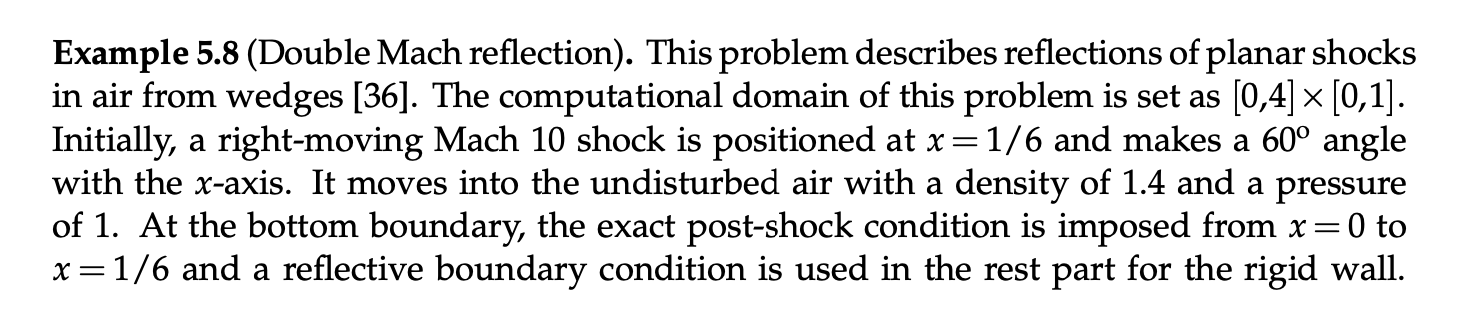 Example 5.8 (Double Mach reflection). This problem describes reflections of planar shocks
in air from wedges [36]. The computational domain of this problem is set as [0,4]×[0,1].
Initially, a right-moving Mach 10 shock is positioned at x=1/6 and makes a 60º angle
with the x-axis. It moves into the undisturbed air with a density of 1.4 and a pressure
of 1. At the bottom boundary, the exact post-shock condition is imposed from x=0 to
x=1/6 and a reflective boundary condition is used in the rest part for the rigid wall.